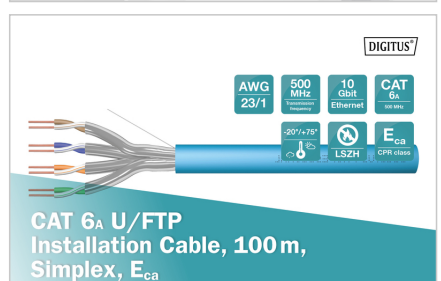 DIGITUS®
AWG
23/1
500
MHz
Transmission
frequency
10
Gbit
Ethernet
CAT
6A
500 MHz
-20°/+75°
LSZH
Eca
CPR class
CAT 6A U/FTP
Installation Cable, 100 m,
Simplex, Eca